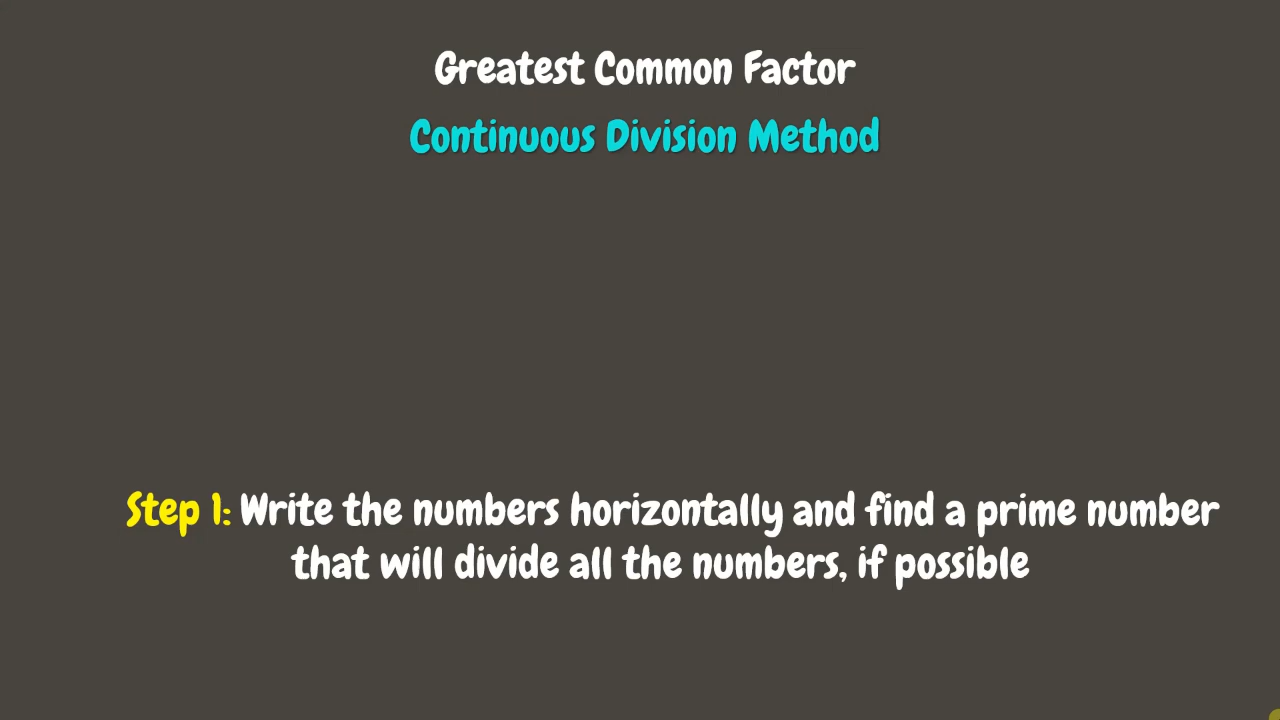 Greatest Common Factor
Continuous Division Method
Step 1: Write the numbers horizontally and find a prime number
that will divide all the numbers, if possible